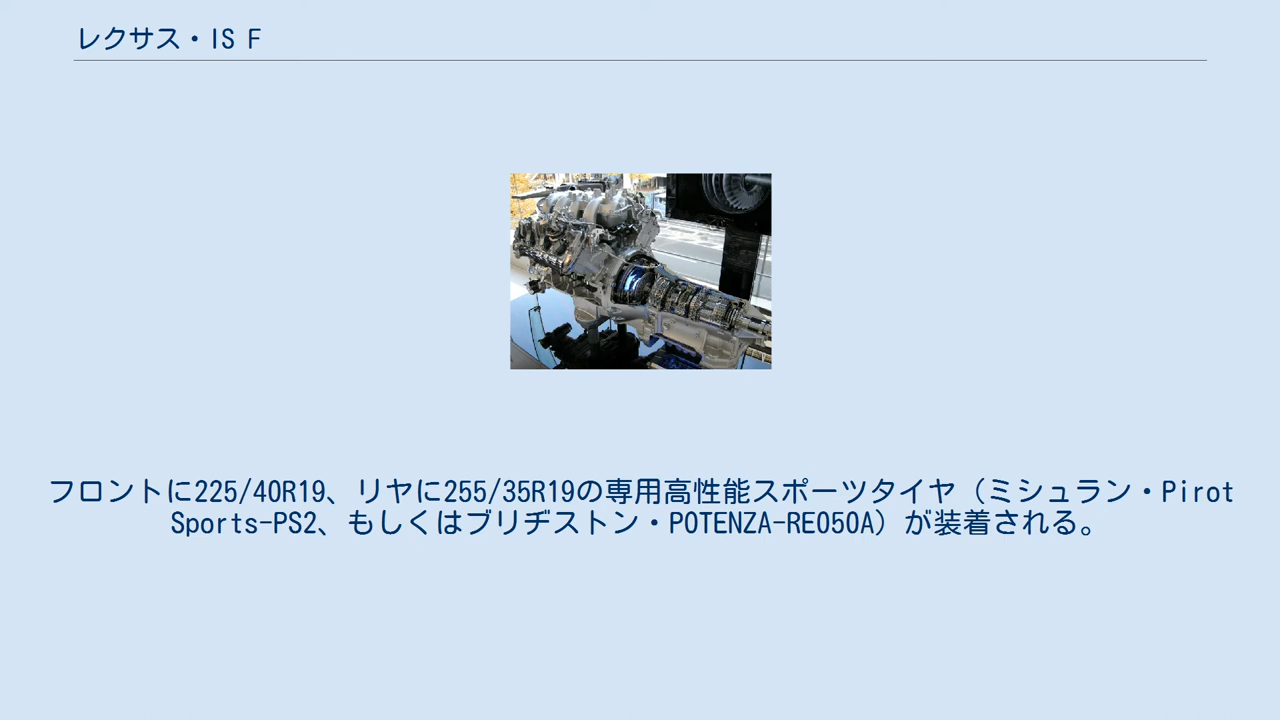 レクサス・IS F
フロントに225/40R19、リヤに255/35R19の専用高性能スポーツタイヤ（ミシュラン・Pirot
Sports-PS2、もしくはブリヂストン・POTENZA-RE050A）が装着される。